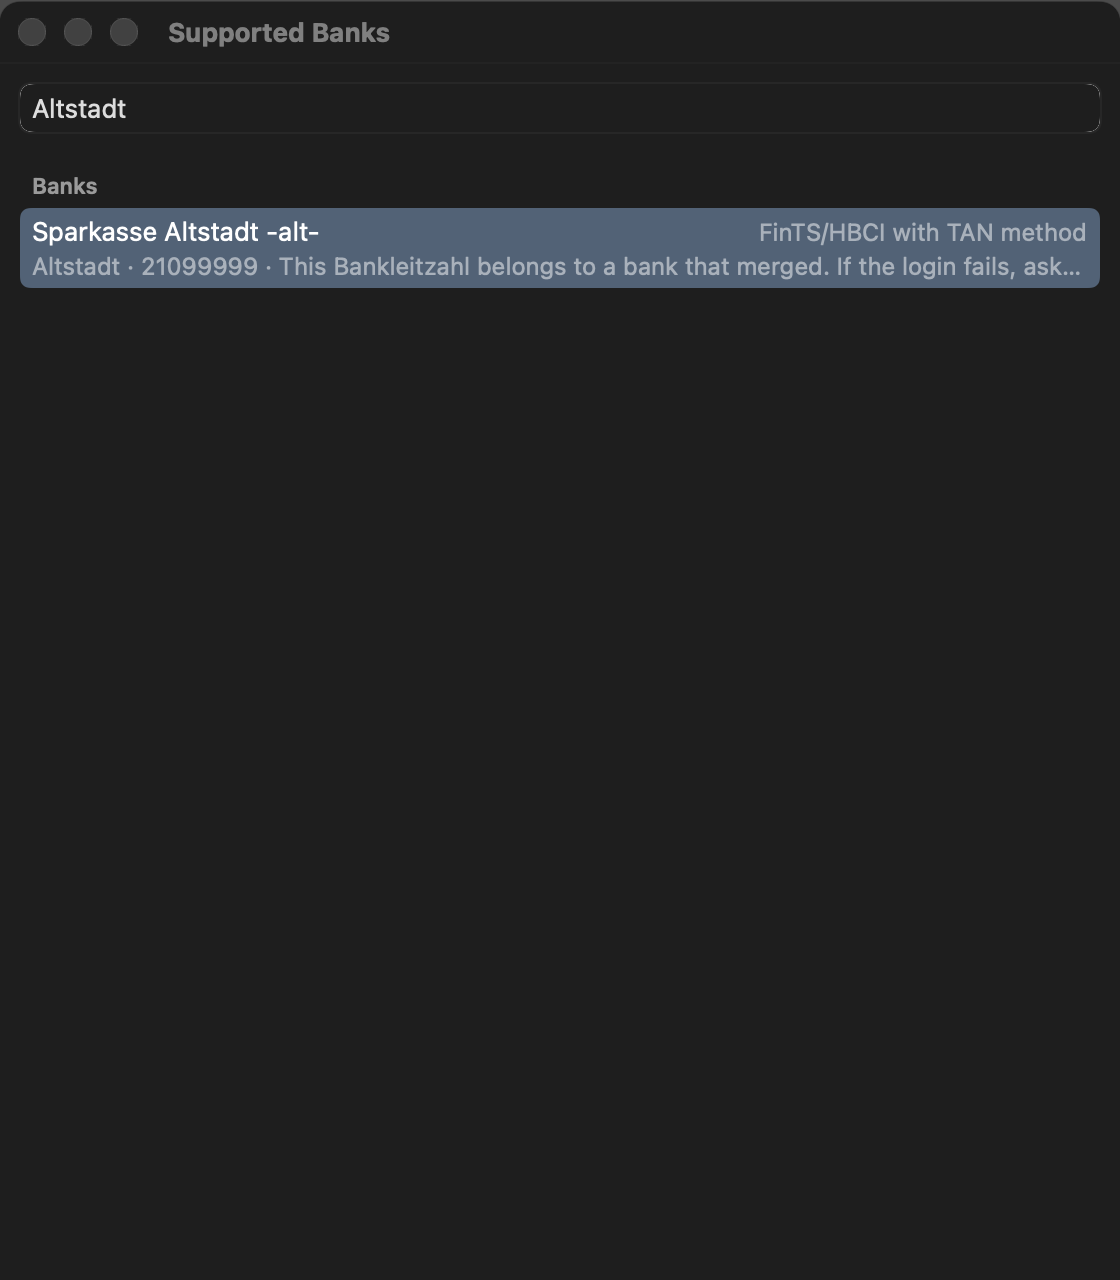 Supported Banks
Altstadt
Banks
Sparkasse Altstadt -alt- FinTS/HBCI with TAN method
Altstadt · 21099999 · This Bankleitzahl belongs to a bank that merged. If the login fails, ask…